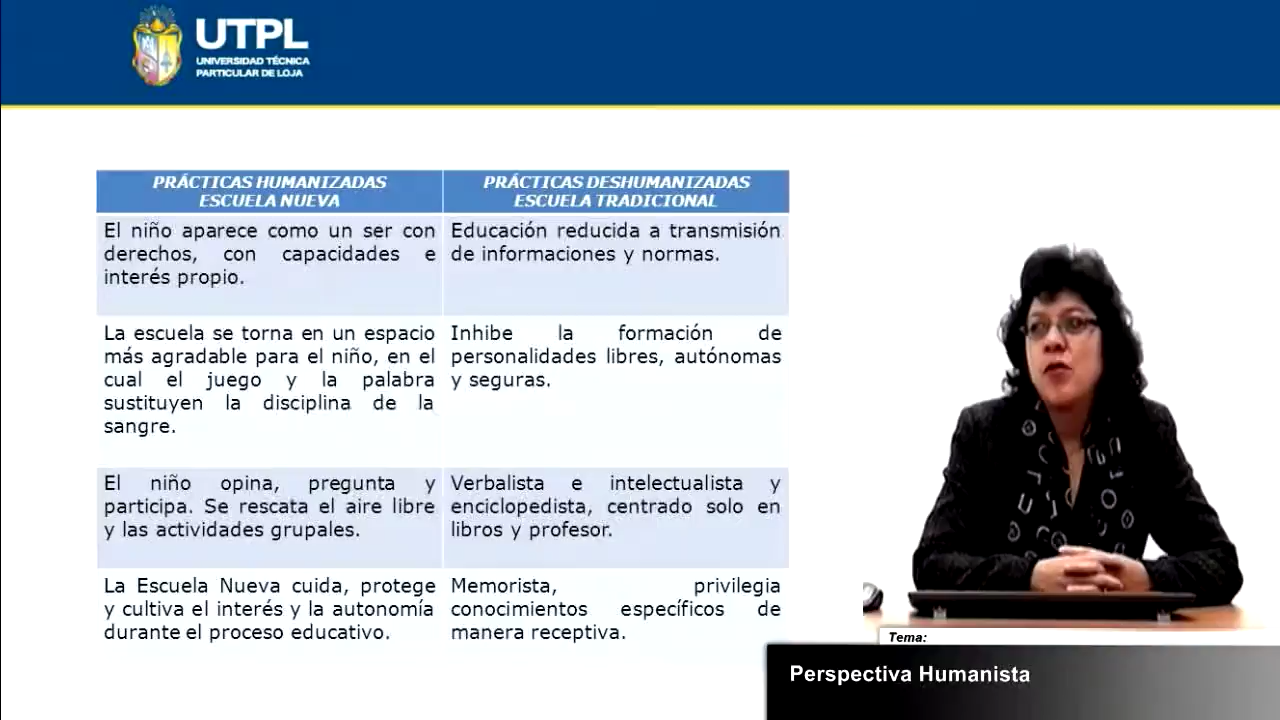 UTPL
UNIVERSIDAD TÉCNICA
PARTICULAR DE LOJA
PRÁCTICAS HUMANIZADAS
ESCUELA NUEVA
PRÁCTICAS DESHUMANIZADAS
ESCUELA TRADICIONAL
El niño aparece como un ser con
derechos, con capacidades e
interés propio.
Educación reducida a transmisión
de informaciones y normas.
La escuela se torna en un espacio
más agradable para el niño, en el
cual el juego y la palabra
sustituyen la disciplina de la
sangre.
Inhibe la formación de
personalidades libres, autónomas
y seguras.
El niño opina, pregunta y
participa. Se rescata el aire libre
y las actividades grupales.
Verbalista e intelectualista y
enciclopedista, centrado solo en
libros y profesor.
La Escuela Nueva cuida, protege
y cultiva el interés y la autonomía
durante el proceso educativo.
Memorista, privilegia
conocimientos específicos de
manera receptiva.
Tema:
Perspectiva Humanista